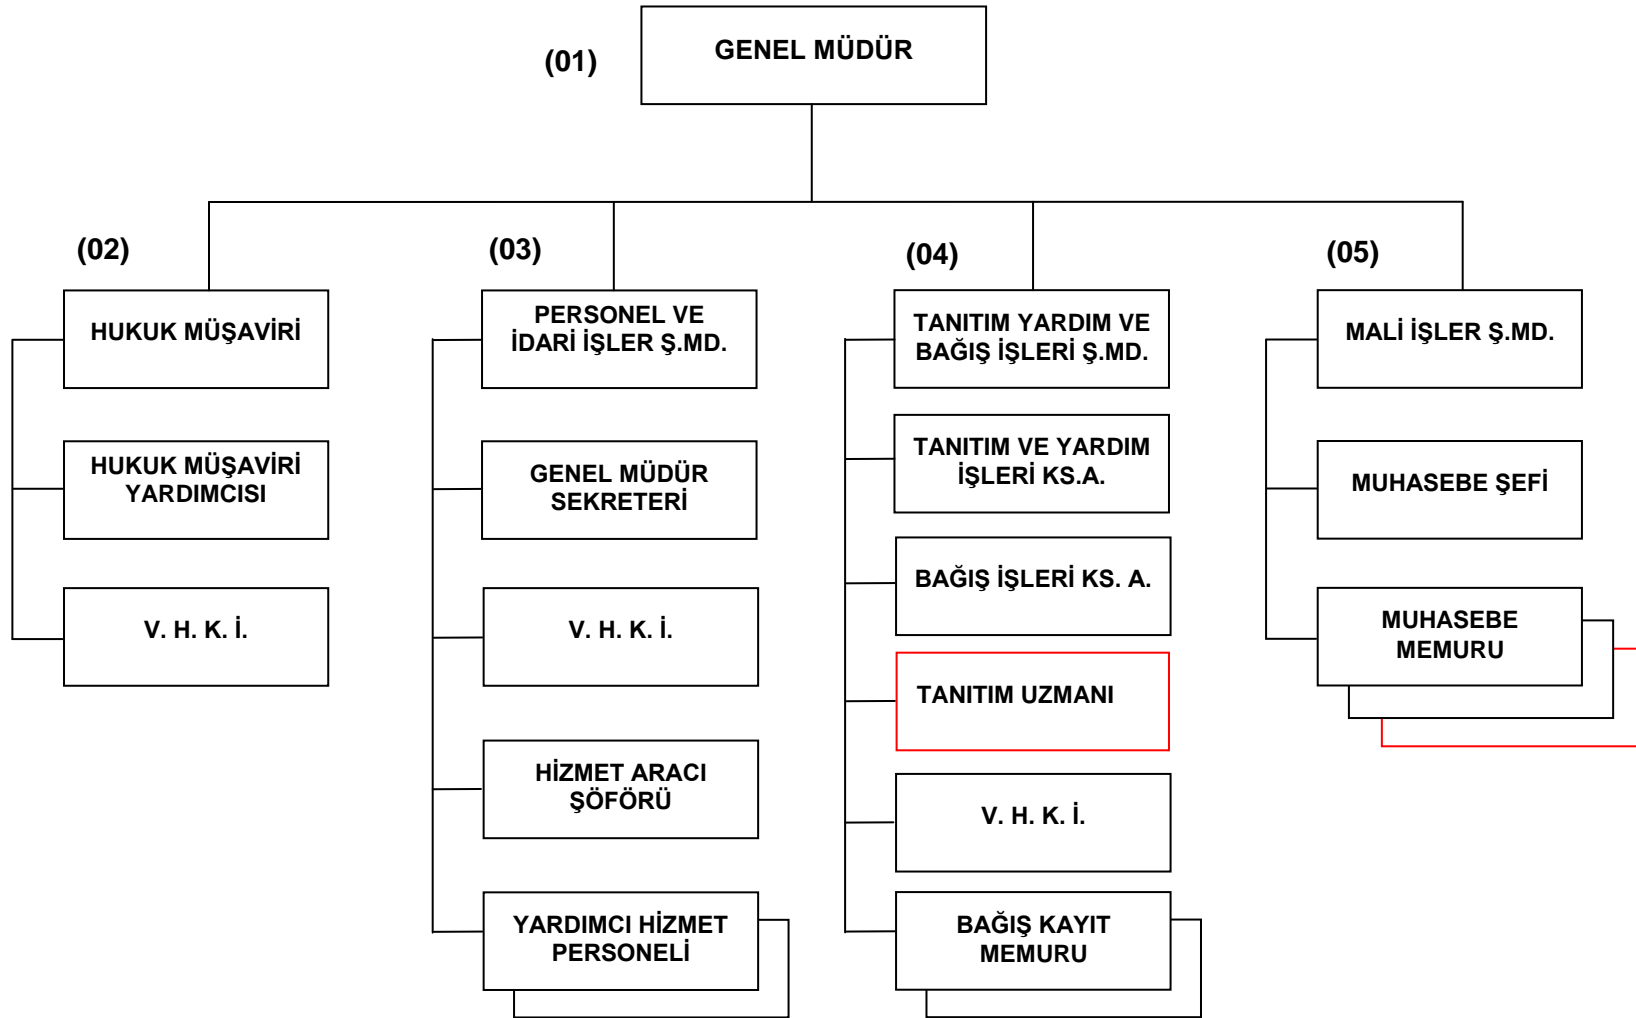 (01)
GENEL MÜDÜR
(02)
HUKUK MÜŞAVİRİ
HUKUK MÜŞAVİRİ
YARDIMCISI
V. H. K. İ.
(03)
PERSONEL VE
İDARİ İŞLER Ş.MD.
GENEL MÜDÜR
SEKRETERİ
V. H. K. İ.
HİZMET ARACI
ŞÖFÖRÜ
YARDIMCI HİZMET
PERSONELİ
(04)
TANITIM YARDIM VE
BAĞIŞ İŞLERİ Ş.MD.
TANITIM VE YARDIM
İŞLERİ KS.A.
BAĞIŞ İŞLERİ KS. A.
TANITIM UZMANI
V. H. K. İ.
BAĞIŞ KAYIT
MEMURU
(05)
MALİ İŞLER Ş.MD.
MUHASEBE ŞEFİ
MUHASEBE
MEMURU